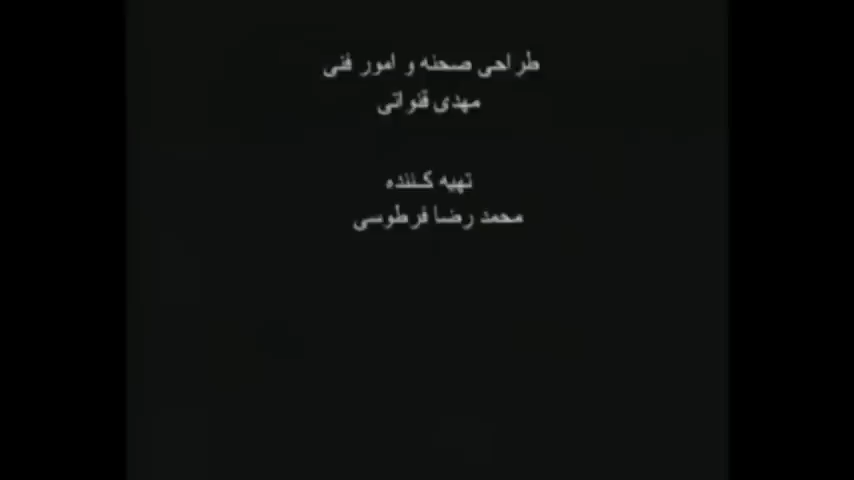 طراحی صحنه و امور فنی
مهدی قنواتی
تهیه کننده
محمد رضا فرطوسی